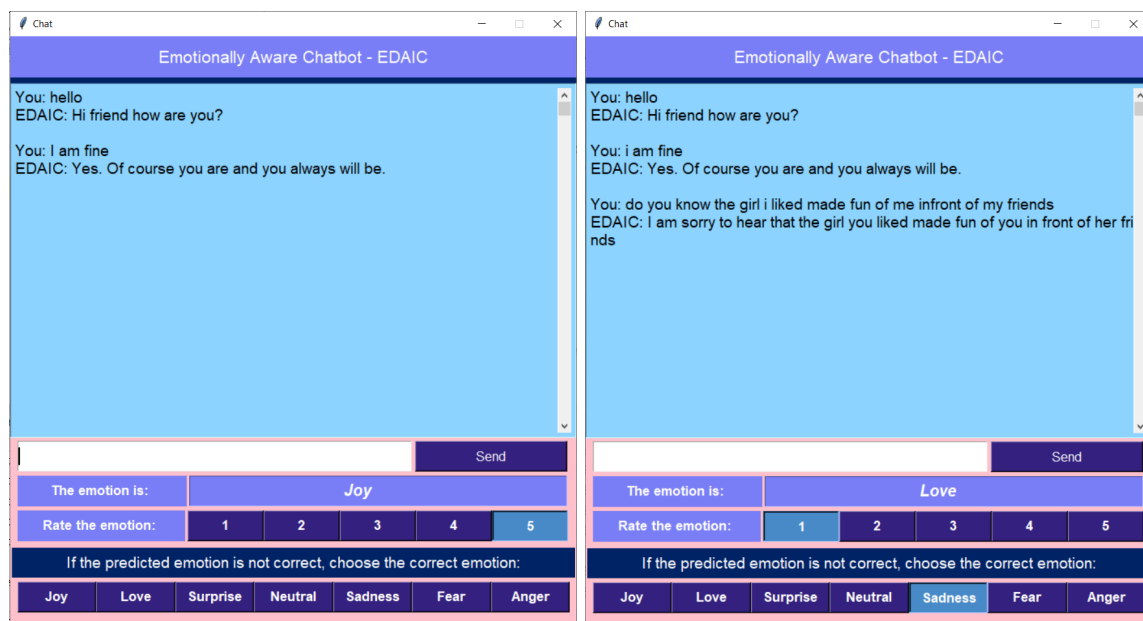 Chat
Emotionally Aware Chatbot - EDAIC
You: hello
EDAIC: Hi friend how are you?
You: I am fine
EDAIC: Yes. Of course you are and you always will be.
Send
The emotion is:
Joy
Rate the emotion:
1 2 3 4 5
If the predicted emotion is not correct, choose the correct emotion:
Joy Love Surprise Neutral Sadness Fear Anger
Chat
Emotionally Aware Chatbot - EDAIC
You: hello
EDAIC: Hi friend how are you?
You: i am fine
EDAIC: Yes. Of course you are and you always will be.
You: do you know the girl i liked made fun of me infront of my friends
EDAIC: I am sorry to hear that the girl you liked made fun of you in front of her fri
nds
Send
The emotion is:
Love
Rate the emotion:
1 2 3 4 5
If the predicted emotion is not correct, choose the correct emotion:
Joy Love Surprise Neutral Sadness Fear Anger